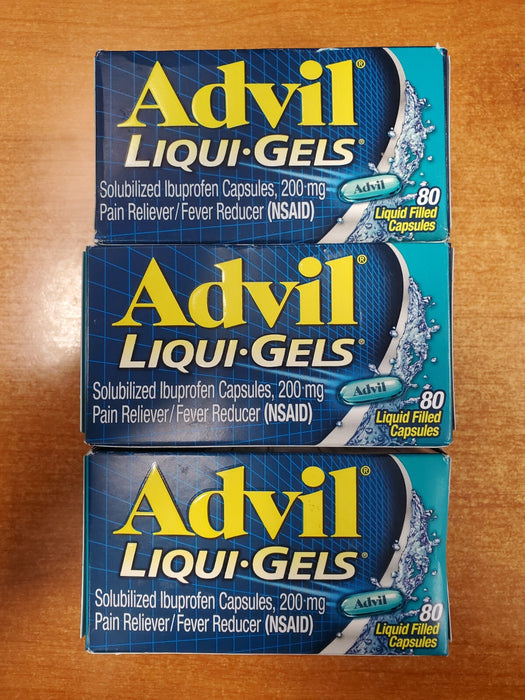 Advil®
LIQUI•GELS®
Solubilized Ibuprofen Capsules, 200 mg
Pain Reliever/Fever Reducer (NSAID)
Advil
80
Liquid Filled
Capsules
Advil®
LIQUI•GELS®
Solubilized Ibuprofen Capsules, 200 mg
Pain Reliever/Fever Reducer (NSAID)
Advil
80
Liquid Filled
Capsules
Advil®
LIQUI•GELS®
Solubilized Ibuprofen Capsules, 200 mg
Pain Reliever/Fever Reducer (NSAID)
Advil
80
Liquid Filled
Capsules